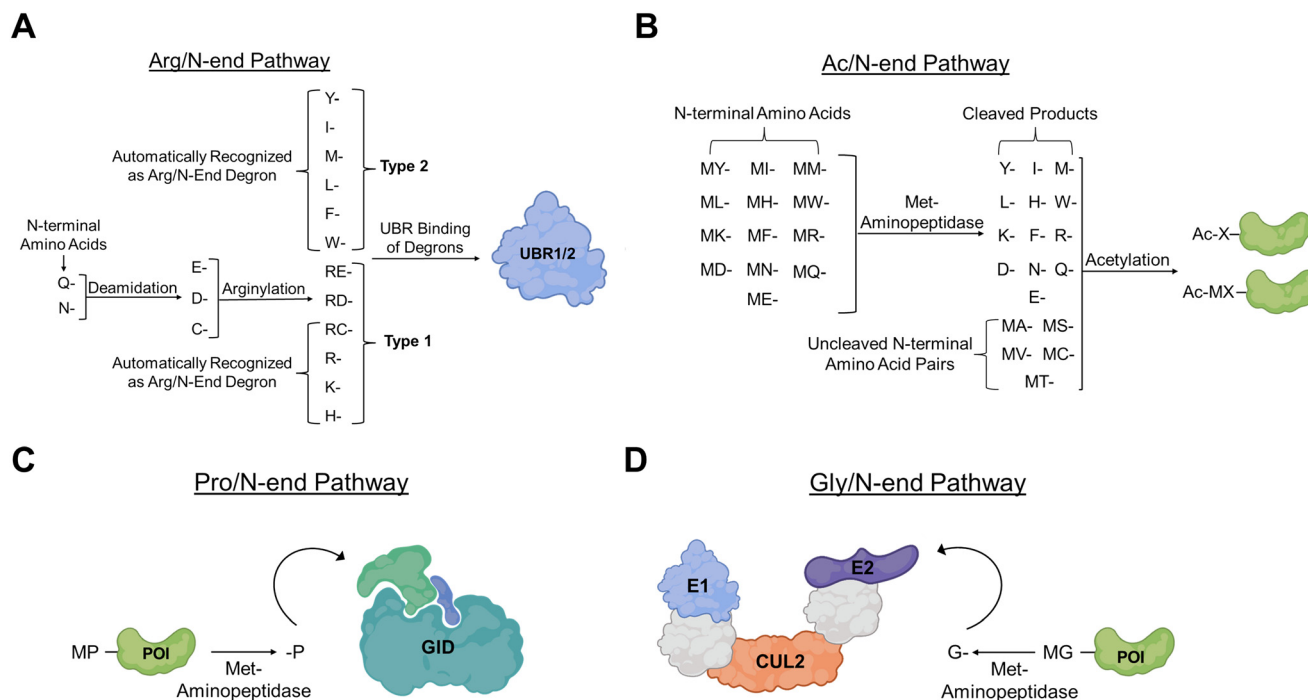 A
Arg/N-end Pathway
Y-
I-
M-
L-
F-
W-
Automatically Recognized
as Arg/N-End Degron
Type 2
N-terminal
Amino Acids
Q-
N-
Deamidation
E-
D-
C-
Arginylation
RE-
RD-
RC-
R-
K-
H-
Automatically Recognized
as Arg/N-End Degron
Type 1
UBR Binding
of Degrons
UBR1/2
B
Ac/N-end Pathway
N-terminal Amino Acids
MY- MI- MM-
ML- MH- MW-
MK- MF- MR-
MD- MN- MQ-
ME-
Met-
Aminopeptidase
Cleaved Products
Y- I- M-
L- H- W-
K- F- R-
D- N- Q-
E-
Uncleaved N-terminal
Amino Acid Pairs
MA- MS-
MV- MC-
MT-
Acetylation
Ac-X
Ac-MX
C
Pro/N-end Pathway
MP
POI
Met-
Aminopeptidase
-P
GID
D
Gly/N-end Pathway
E1
E2
CUL2
G-
MG
POI
Met-
Aminopeptidase